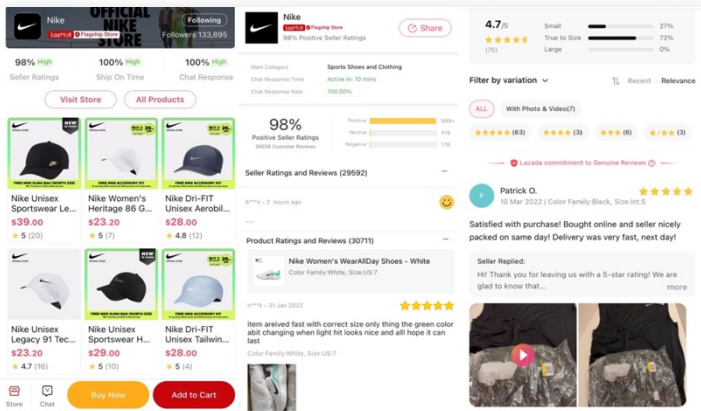 OFFICIAL
NIKE
STORE
Nike
LazMall Flagship Store
Following
Followers 133,895
98% High
Seller Ratings
100% High
Ship On Time
100% High
Chat Response
Visit Store
All Products
Nike Unisex
Sportswear Le...
$39.00
5 (20)
Nike Women's
Heritage 86 G...
$23.20
5 (7)
Nike Dri-FIT
Unisex Aerobil...
$28.00
4.8 (12)
Nike Unisex
Legacy 91 Tec...
$23.20
4.7 (16)
Nike Unisex
Sportswear H...
$29.00
5 (10)
Nike Dri-FIT
Unisex Tailwin...
$28.00
5 (4)
Store
Chat
Buy Now
Add to Cart
Nike
LazMall Flagship Store
98% Positive Seller Ratings
Share
Main Category Sports Shoes and Clothing
Chat Response Time Active in: 10 mins
Chat Response Rate 100.00%
98%
Positive Seller Ratings
29558 Customer Reviews
Positive
Neutral
Negative
Seller Ratings and Reviews (29592)
...
A***n - 2 hours ago
...
Product Ratings and Reviews (30711)
...
Nike Women's WearAllDay Shoes - White
Color Family:White, Size:US:7
n***k - 31 Jan 2022
item areived fast with correct size only thing the green color
abit changing when light hit looks nice and alll hope it can
last
Color Family:White, Size:US:7
4.7/5
(75)
Small 27%
True to Size 73%
Large 0%
Filter by variation
Recent
Relevance
ALL
With Photo & Video(7)
(63)
(3)
(6)
(3)
Lazada commitment to Genuine Reviews
Patrick O.
10 Mar 2022 | Color Family:Black, Size:Int:S
Satisfied with purchase! Bought online and seller nicely
packed on same day! Delivery was very fast, next day!
Seller Replied:
Hi! Thank you for leaving us with a 5-star rating! We are
glad to know that...
more